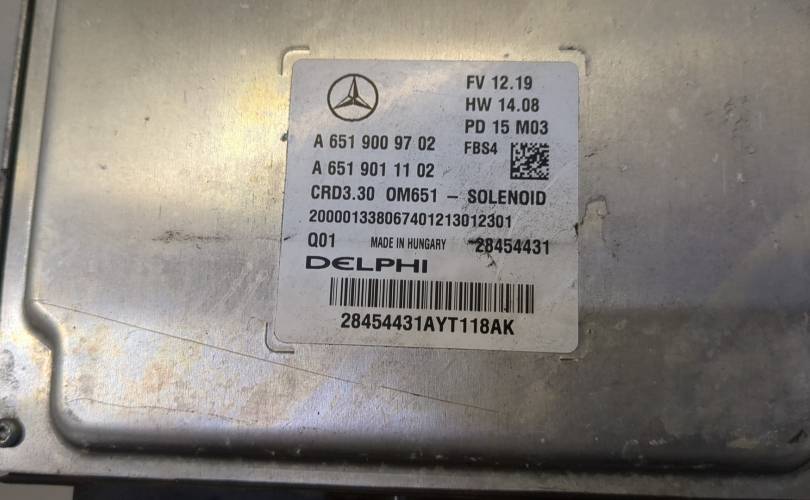 FV 12.19
HW 14.08
PD 15 M03
A 651 900 97 02
FBS4
A 651 901 11 02
CRD3.30 OM651 - SOLENOID
200001338067401213012301
Q01 MADE IN HUNGARY 28454431
DELPHI
28454431AYT118AK